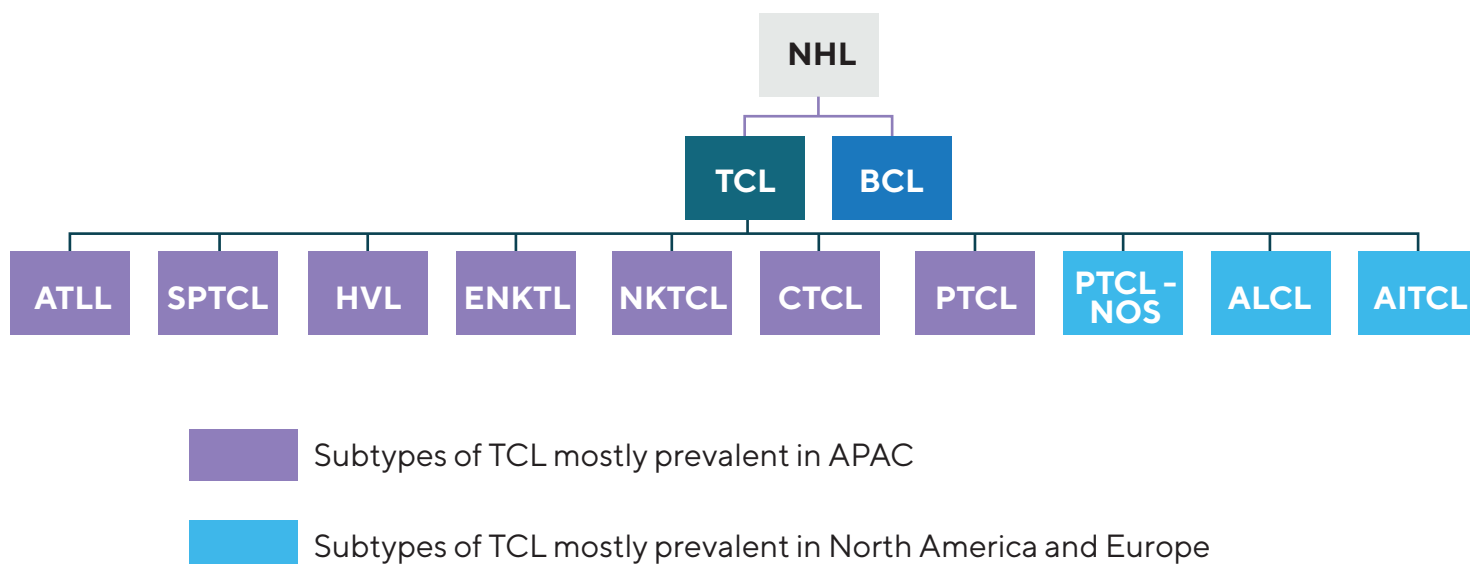 NHL
TCL
BCL
ATLL
SPTCL
HVL
ENKTL
NKTCL
CTCL
PTCL
PTCL -
NOS
ALCL
AITCL
Subtypes of TCL mostly prevalent in APAC
Subtypes of TCL mostly prevalent in North America and Europe